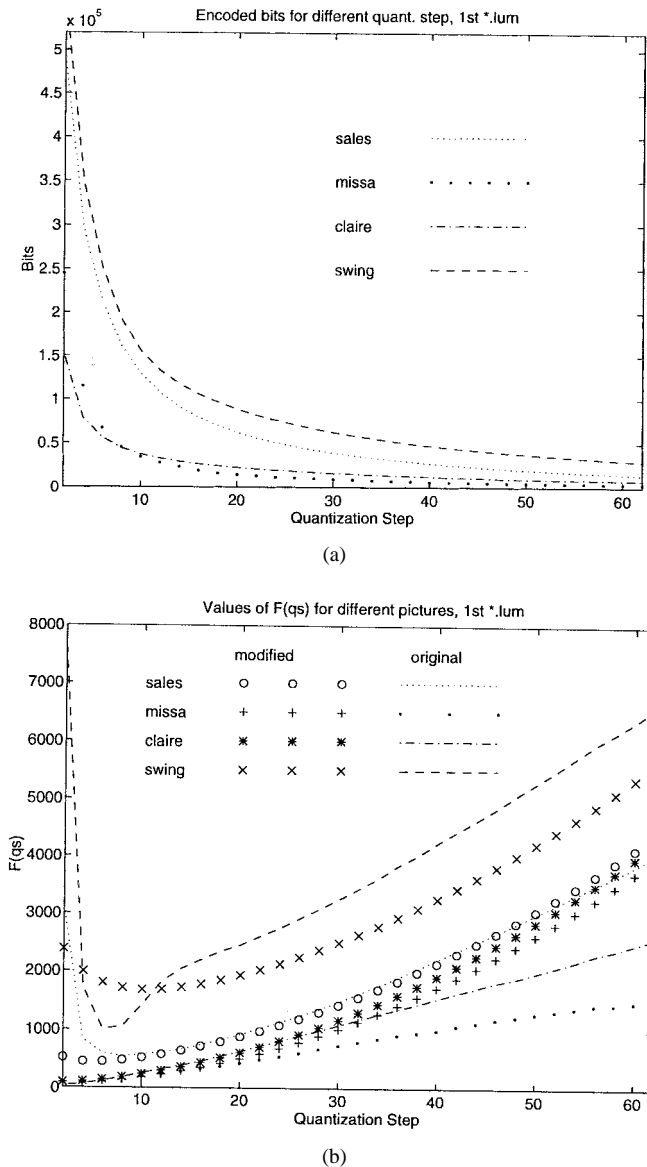 Encoded bits for different quant. step, 1st *.lum
x 10⁵
5
4.5
4
3.5
3
2.5
2
1.5
1
0.5
0
Bits
sales
missa
claire
swing
10 20 30 40 50 60
Quantization Step
(a)
Values of F(qs) for different pictures, 1st *.lum
8000
7000
6000
5000
4000
3000
2000
1000
0
F(qs)
modified original
sales
missa
claire
swing
10 20 30 40 50 60
Quantization Step
(b)